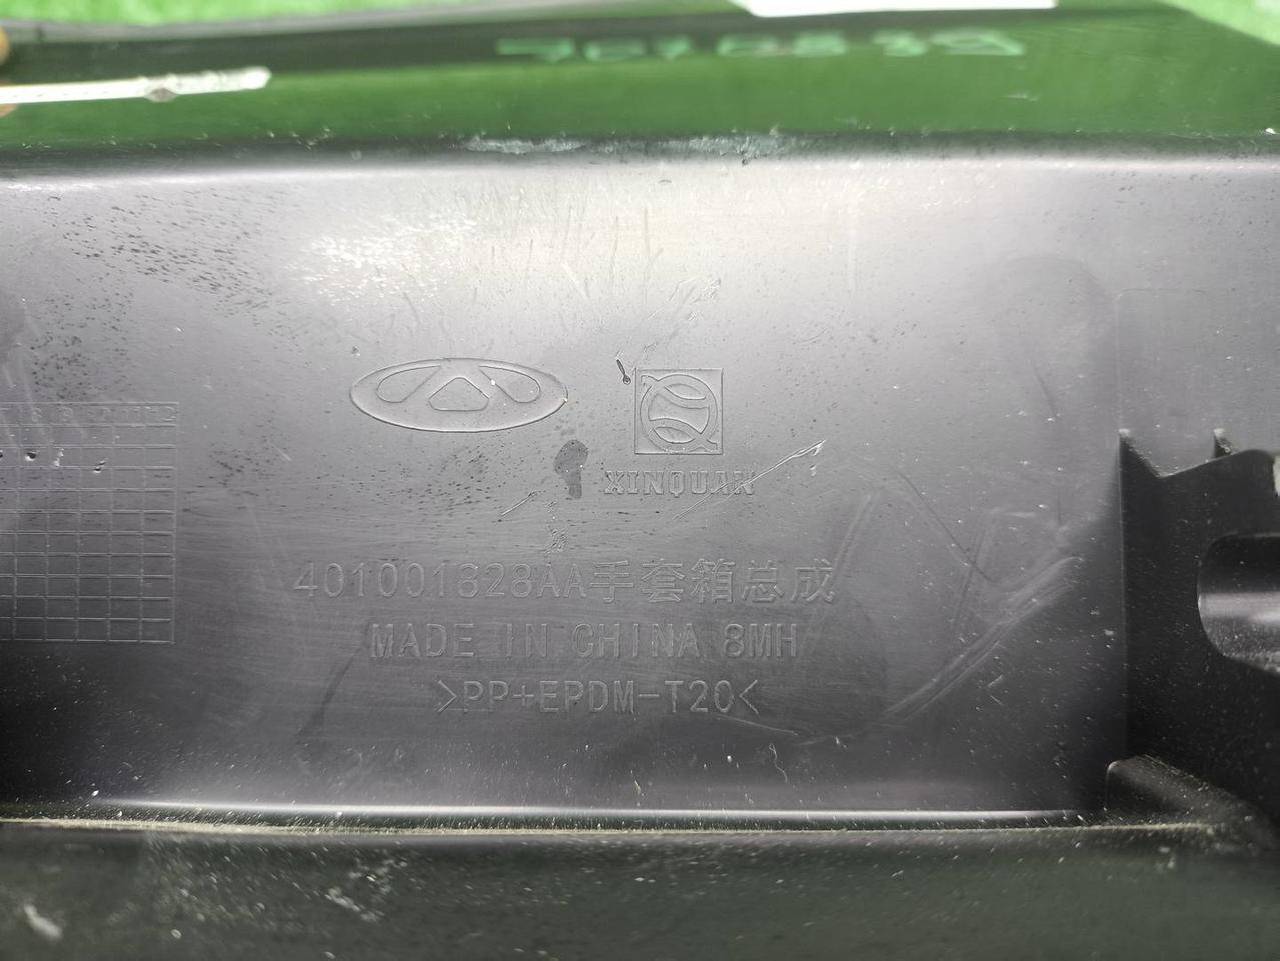 XINQUAN
401001828AA手套箱总成
MADE IN CHINA 8MH
>PP+EPDM-T20<